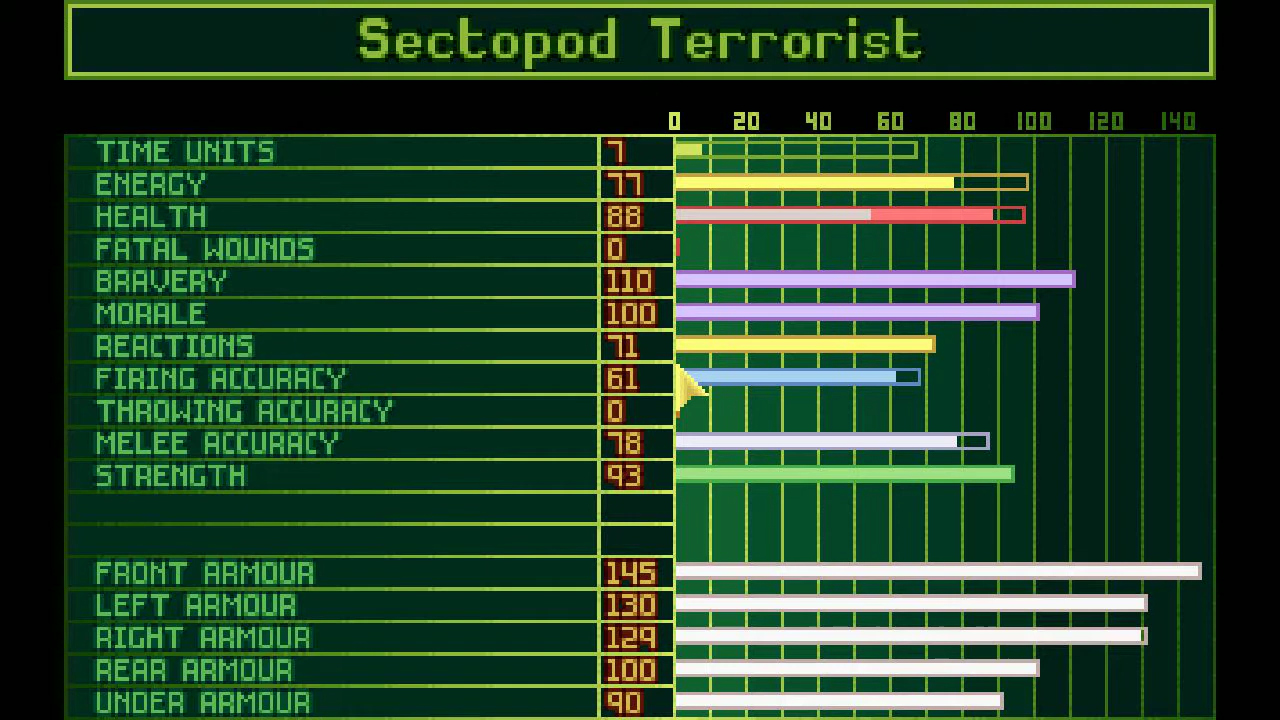 Sectopod Terrorist
0 20 40 60 80 100 120 140
TIME UNITS 7
ENERGY 77
HEALTH 88
FATAL WOUNDS 0
BRAVERY 110
MORALE 100
REACTIONS 71
FIRING ACCURACY 61
THROWING ACCURACY 0
MELEE ACCURACY 78
STRENGTH 93
FRONT ARMOUR 145
LEFT ARMOUR 130
RIGHT ARMOUR 129
REAR ARMOUR 100
UNDER ARMOUR 90